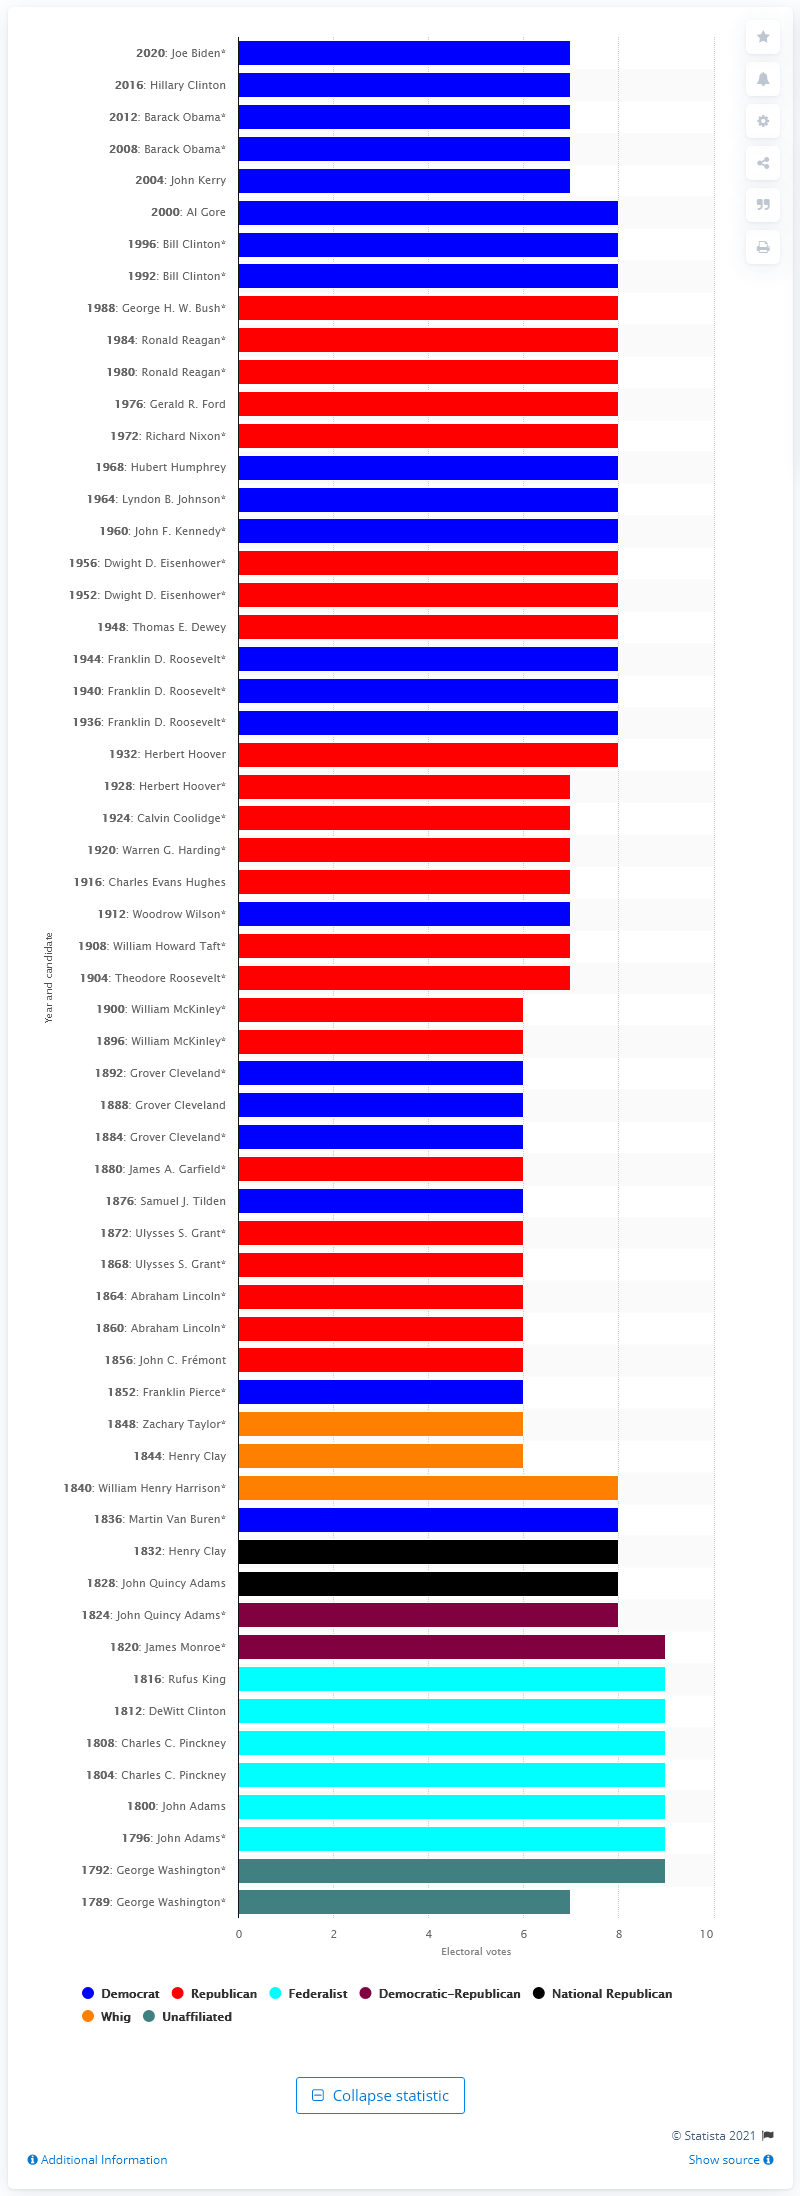 2020: Joe Biden*
2016: Hillary Clinton
2012: Barack Obama*
2008: Barack Obama*
2004: John Kerry
2000: Al Gore
1996: Bill Clinton*
1992: Bill Clinton*
1988: George H. W. Bush*
1984: Ronald Reagan*
1980: Ronald Reagan*
1976: Gerald R. Ford
1972: Richard Nixon*
1968: Hubert Humphrey
1964: Lyndon B. Johnson*
1960: John F. Kennedy*
1956: Dwight D. Eisenhower*
1952: Dwight D. Eisenhower*
1948: Thomas E. Dewey
1944: Franklin D. Roosevelt*
1940: Franklin D. Roosevelt*
1936: Franklin D. Roosevelt*
1932: Herbert Hoover
1928: Herbert Hoover*
1924: Calvin Coolidge*
1920: Warren G. Harding*
1916: Charles Evans Hughes
1912: Woodrow Wilson*
1908: William Howard Taft*
1904: Theodore Roosevelt*
1900: William McKinley*
1896: William McKinley*
1892: Grover Cleveland*
1888: Grover Cleveland
1884: Grover Cleveland*
1880: James A. Garfield*
1876: Samuel J. Tilden
1872: Ulysses S. Grant*
1868: Ulysses S. Grant*
1864: Abraham Lincoln*
1860: Abraham Lincoln*
1856: John C. Frémont
1852: Franklin Pierce*
1848: Zachary Taylor*
1844: Henry Clay
1840: William Henry Harrison*
1836: Martin Van Buren*
1832: Henry Clay
1828: John Quincy Adams
1824: John Quincy Adams*
1820: James Monroe*
1816: Rufus King
1812: DeWitt Clinton
1808: Charles C. Pinckney
1804: Charles C. Pinckney
1800: John Adams
1796: John Adams*
1792: George Washington*
1789: George Washington*
Year and candidate
0 2 4 6 8 10
Electoral votes
Democrat Republican Federalist Democratic-Republican National Republican
Whig Unaffiliated
Collapse statistic
© Statista 2021
Additional Information Show source